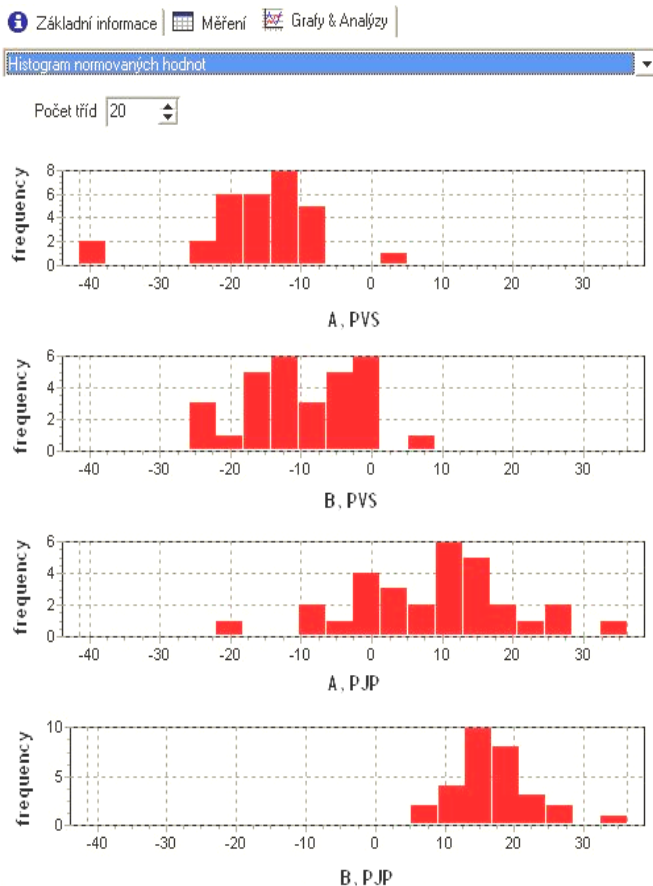 Základní informace Měření Grafy & Analýzy
Histogram normovaných hodnot
Počet tříd 20
frequency
8
6
4
2
0
-40 -30 -20 -10 0 10 20 30
A, PVS
frequency
6
4
2
0
-40 -30 -20 -10 0 10 20 30
B, PVS
frequency
6
4
2
0
-40 -30 -20 -10 0 10 20 30
A, PJP
frequency
10
5
0
-40 -30 -20 -10 0 10 20 30
B, PJP